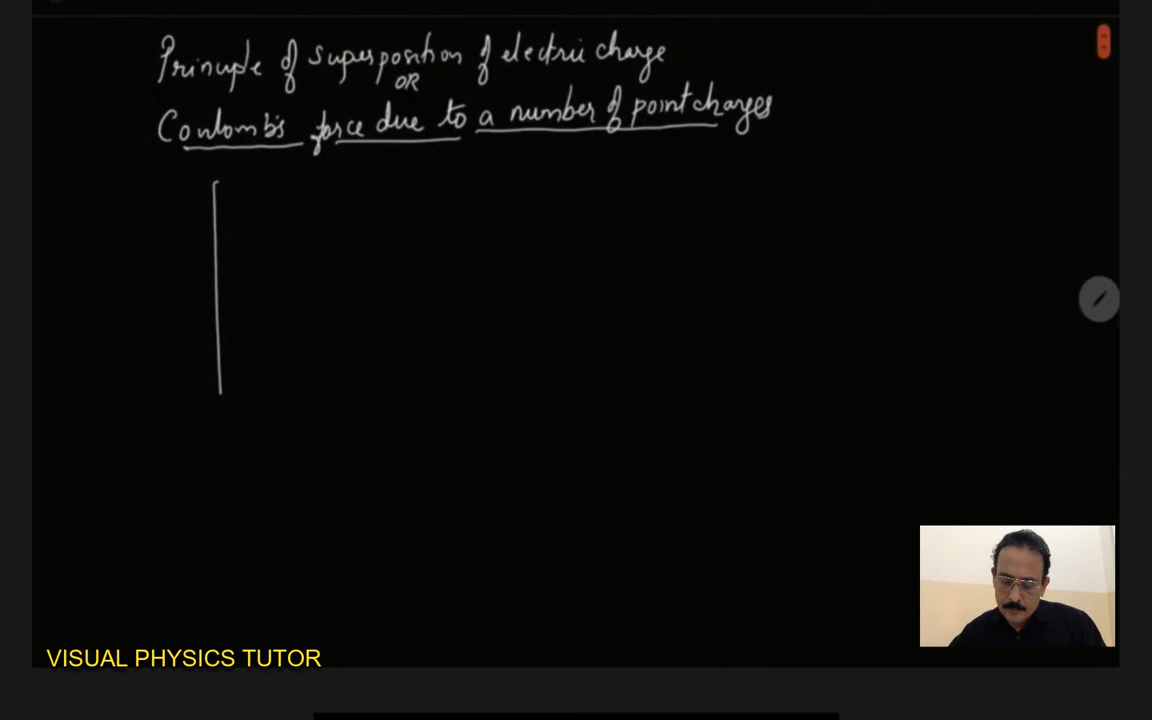 Principle of superposition of electric charge
OR
Coulomb's force due to a number of point charges
VISUAL PHYSICS TUTOR